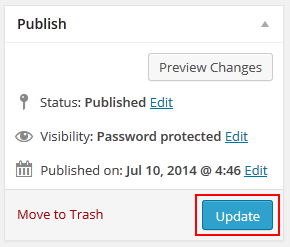 Publish
Preview Changes
Status: Published Edit
Visibility: Password protected Edit
Published on: Jul 10, 2014 @ 4:46 Edit
Move to Trash
Update